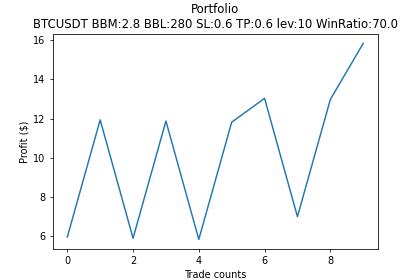 Portfolio
BTCUSDT BBM:2.8 BBL:280 SL:0.6 TP:0.6 lev:10 WinRatio:70.0
16
14
12
10
8
6
Profit ($)
0
2
4
6
8
Trade counts